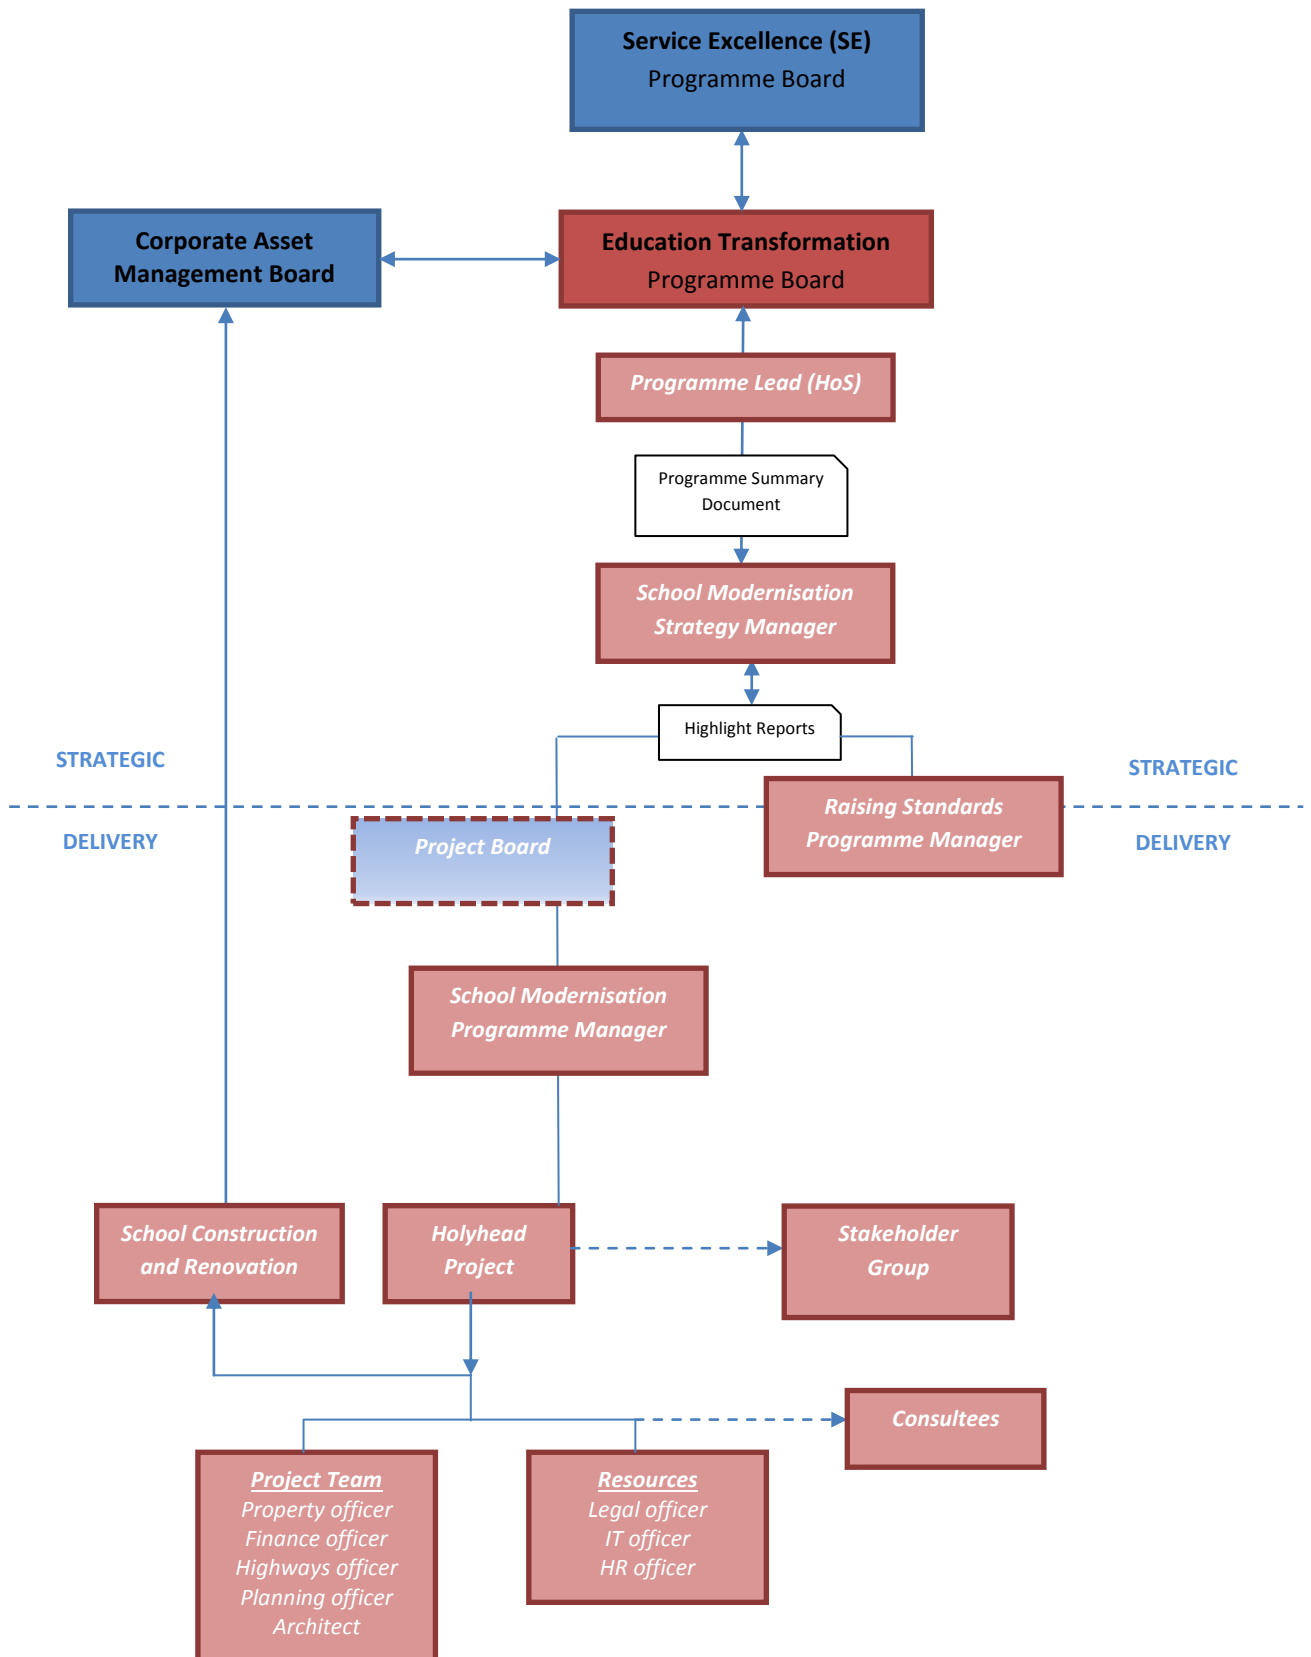 Service Excellence (SE)
Programme Board
Corporate Asset
Management Board
Education Transformation
Programme Board
Programme Lead (HoS)
Programme Summary
Document
School Modernisation
Strategy Manager
Highlight Reports
STRATEGIC
STRATEGIC
DELIVERY
DELIVERY
Raising Standards
Programme Manager
Project Board
School Modernisation
Programme Manager
School Construction
and Renovation
Holyhead
Project
Stakeholder
Group
Consultees
Project Team
Property officer
Finance officer
Highways officer
Planning officer
Architect
Resources
Legal officer
IT officer
HR officer